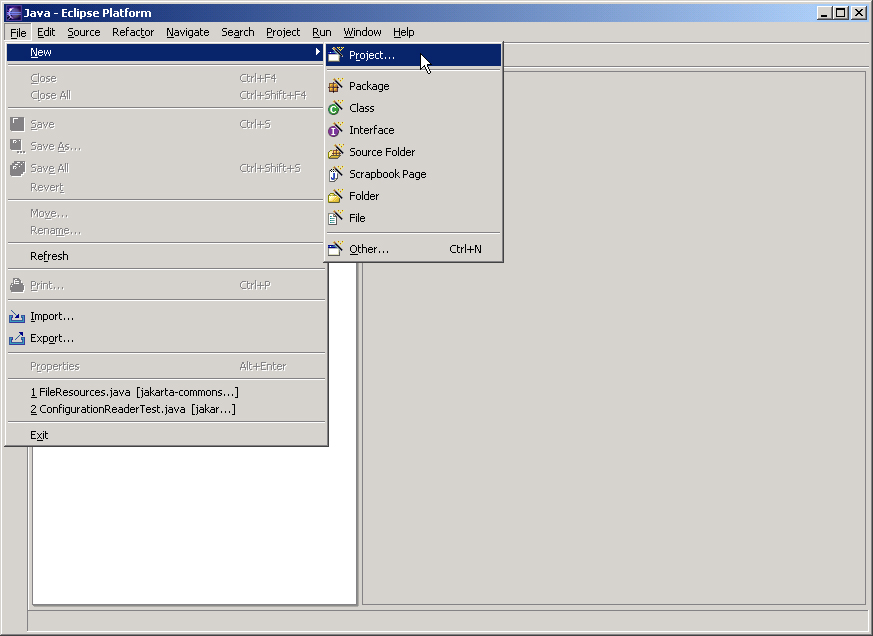 Java - Eclipse Platform
File Edit Source Refactor Navigate Search Project Run Window Help
New
Close Ctrl+F4
Close All Ctrl+Shift+F4
Save Ctrl+S
Save As...
Save All Ctrl+Shift+S
Revert
Move...
Rename...
Refresh
Print... Ctrl+P
Import...
Export...
Properties Alt+Enter
1 FileResources.java [jakarta-commons...]
2 ConfigurationReaderTest.java [jakar...]
Exit
Project...
Package
Class
Interface
Source Folder
Scrapbook Page
Folder
File
Other... Ctrl+N